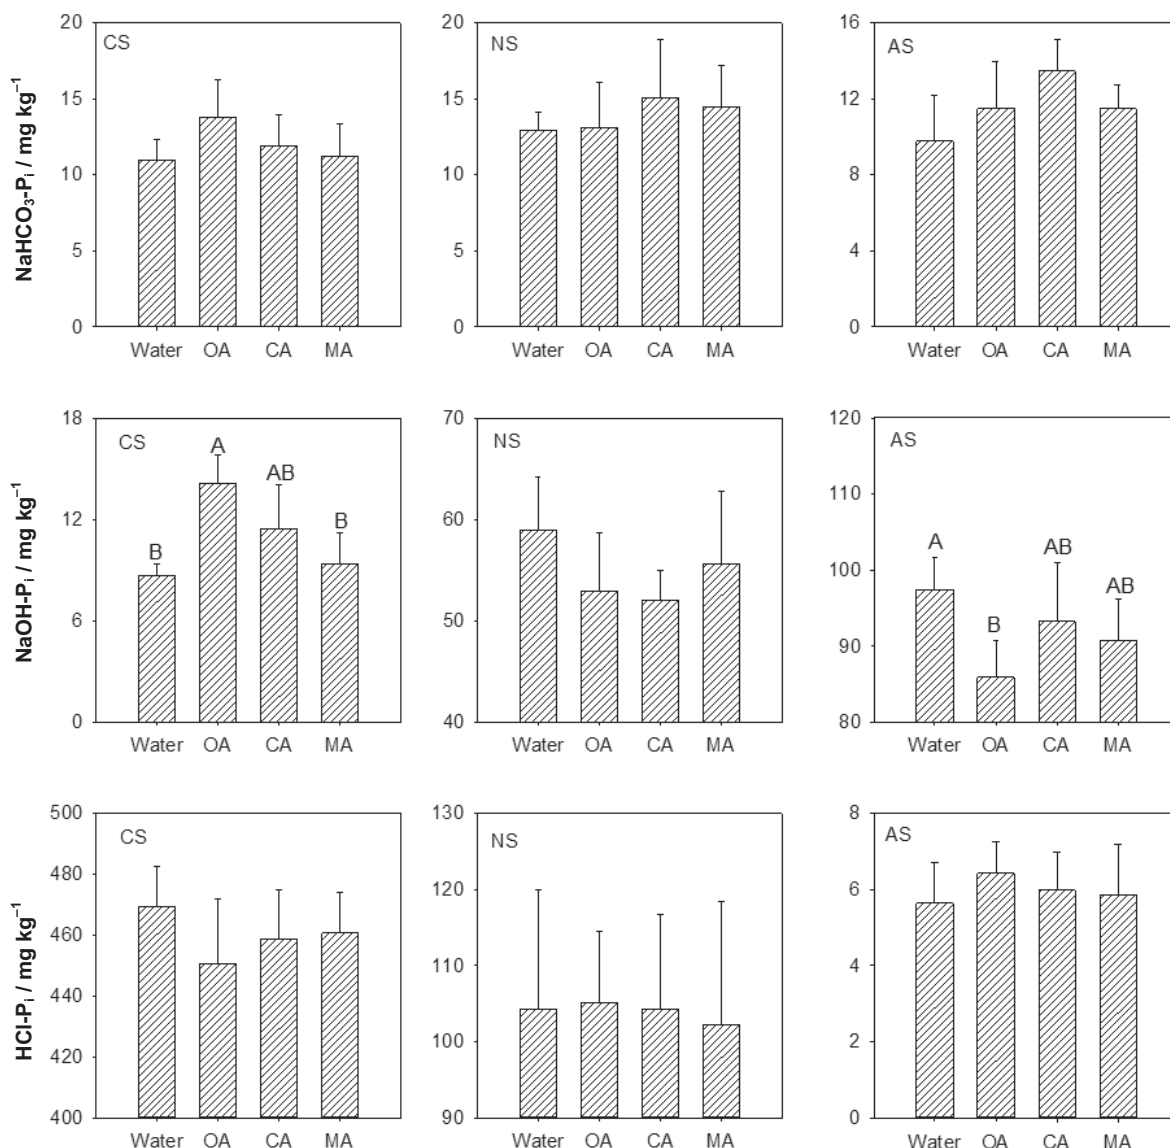 NaHCO₃-Pᵢ / mg kg⁻¹
20
15
10
5
0
CS
Water OA CA MA
20
15
10
5
0
NS
Water OA CA MA
16
12
8
4
0
AS
Water OA CA MA
NaOH-Pᵢ / mg kg⁻¹
18
12
6
0
CS
B A AB B
Water OA CA MA
70
60
50
40
NS
Water OA CA MA
120
110
100
90
80
AS
A B AB AB
Water OA CA MA
HCl-Pᵢ / mg kg⁻¹
500
480
460
440
420
400
CS
Water OA CA MA
130
120
110
100
90
NS
Water OA CA MA
8
6
4
2
0
AS
Water OA CA MA